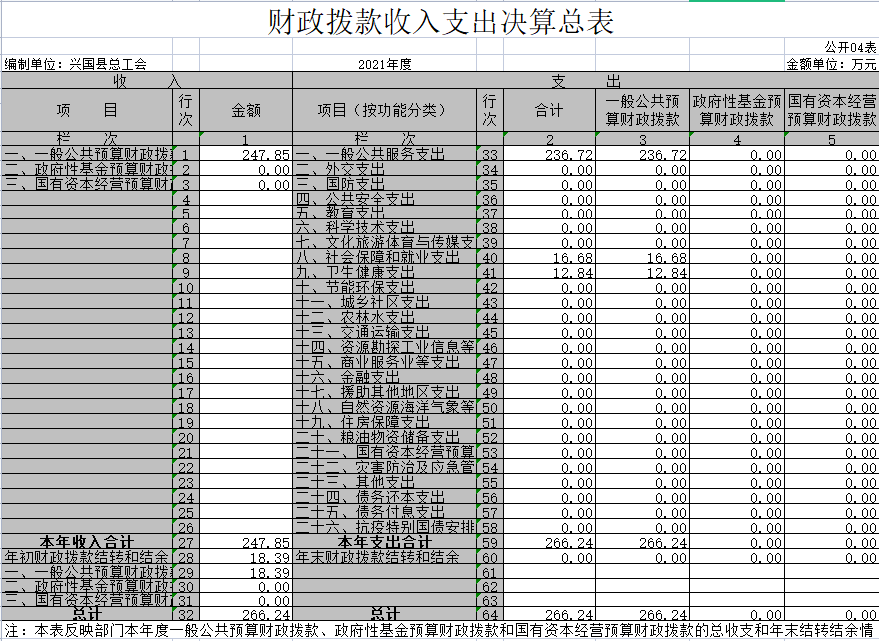 财政拨款收入支出决算总表
公开04表
编制单位：兴国县总工会 2021年度 金额单位：万元
收 入 支 出
项 目 行次 金额 项目（按功能分类） 行次 合计 一般公共预算财政拨款 政府性基金预算财政拨款 国有资本经营预算财政拨款
栏 次 1 栏 次 2 3 4 5
一、一般公共预算财政拨 1 247.85 一、一般公共服务支出 33 236.72 236.72 0.00 0.00
二、政府性基金预算财政 2 0.00 二、外交支出 34 0.00 0.00 0.00 0.00
三、国有资本经营预算财 3 0.00 三、国防支出 35 0.00 0.00 0.00 0.00
4 四、公共安全支出 36 0.00 0.00 0.00 0.00
5 五、教育支出 37 0.00 0.00 0.00 0.00
6 六、科学技术支出 38 0.00 0.00 0.00 0.00
7 七、文化旅游体育与传媒支 39 0.00 0.00 0.00 0.00
8 八、社会保障和就业支出 40 16.68 16.68 0.00 0.00
9 九、卫生健康支出 41 12.84 12.84 0.00 0.00
10 十、节能环保支出 42 0.00 0.00 0.00 0.00
11 十一、城乡社区支出 43 0.00 0.00 0.00 0.00
12 十二、农林水支出 44 0.00 0.00 0.00 0.00
13 十三、交通运输支出 45 0.00 0.00 0.00 0.00
14 十四、资源勘探工业信息等 46 0.00 0.00 0.00 0.00
15 十五、商业服务业等支出 47 0.00 0.00 0.00 0.00
16 十六、金融支出 48 0.00 0.00 0.00 0.00
17 十七、援助其他地区支出 49 0.00 0.00 0.00 0.00
18 十八、自然资源海洋气象等 50 0.00 0.00 0.00 0.00
19 十九、住房保障支出 51 0.00 0.00 0.00 0.00
20 二十、粮油物资储备支出 52 0.00 0.00 0.00 0.00
21 二十一、国有资本经营预算 53 0.00 0.00 0.00 0.00
22 二十二、灾害防治及应急管 54 0.00 0.00 0.00 0.00
23 二十三、其他支出 55 0.00 0.00 0.00 0.00
24 二十四、债务还本支出 56 0.00 0.00 0.00 0.00
25 二十五、债务付息支出 57 0.00 0.00 0.00 0.00
26 二十六、抗疫特别国债安排 58 0.00 0.00 0.00 0.00
本年收入合计 27 247.85 本年支出合计 59 266.24 266.24 0.00 0.00
年初财政拨款结转和结余 28 18.39 年末财政拨款结转和结余 60 0.00 0.00 0.00 0.00
一、一般公共预算财政拨 29 18.39 61
二、政府性基金预算财政 30 0.00 62
三、国有资本经营预算财 31 0.00 63
总计 32 266.24 总计 64 266.24 266.24 0.00 0.00
注：本表反映部门本年度一般公共预算财政拨款、政府性基金预算财政拨款和国有资本经营预算财政拨款的总收支和年末结转结余情